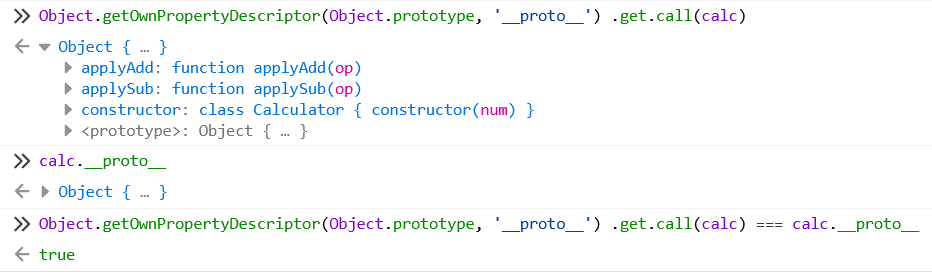 >> Object.getOwnPropertyDescriptor(Object.prototype, '__proto__') .get.call(calc)
← ▼ Object { … }
▶ applyAdd: function applyAdd(op)
▶ applySub: function applySub(op)
▶ constructor: class Calculator { constructor(num) }
▶ <prototype>: Object { … }
>> calc.__proto__
← ▶ Object { … }
>> Object.getOwnPropertyDescriptor(Object.prototype, '__proto__') .get.call(calc) === calc.__proto__
← true